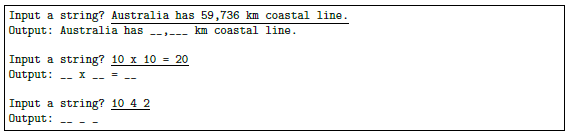 Input a string? Australia has 59,736 km coastal line.
Output: Australia has __,___ km coastal line.
Input a string? 10 x 10 = 20
Output: __ x __ = __
Input a string? 10 4 2
Output: __ _ _